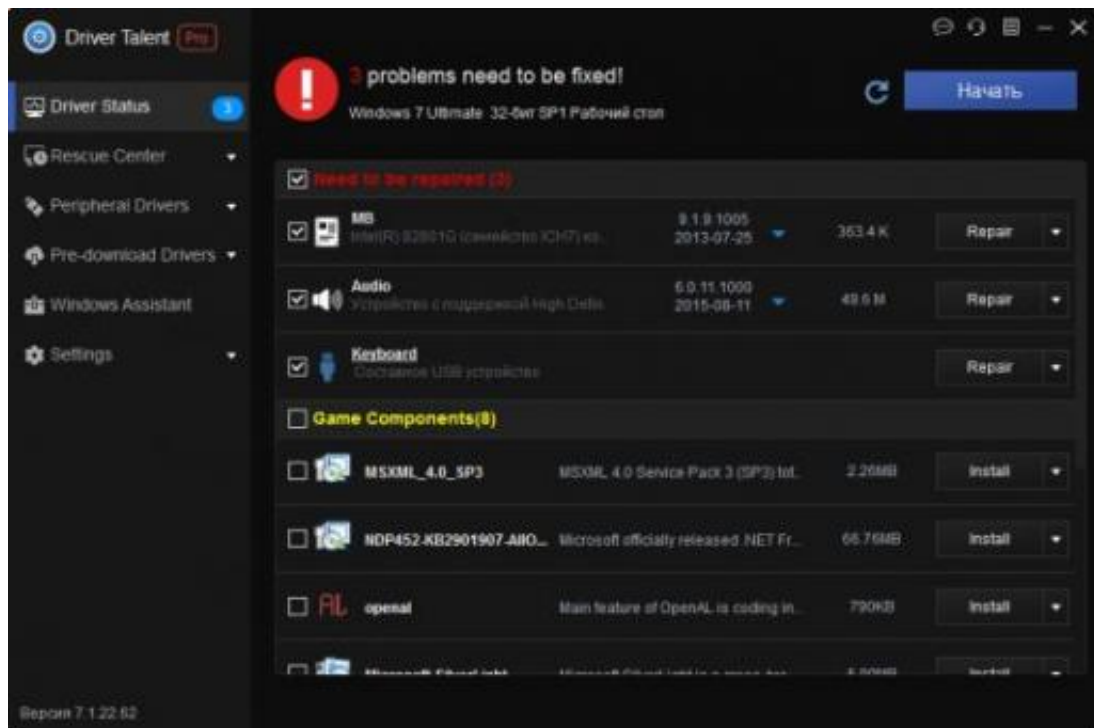 Driver Talent Pro
3 problems need to be fixed!
Windows 7 Ultimate 32-бит SP1 Рабочий стол
Начать
Driver Status 3
Rescue Center
Peripheral Drivers
Pre-download Drivers
Windows Assistant
Settings
Need to be repaired (3)
MB
Intel(R) 82801G (семейство ICH7) ко...
9.1.9.1005
2013-07-25
363.4 K
Repair
Audio
Устройство с поддержкой High Defin...
6.0.11.1000
2015-08-11
49.6 M
Repair
Keyboard
Составное USB устройство
Repair
Game Components(8)
MSXML_4.0_SP3
MSXML 4.0 Service Pack 3 (SP3) tot...
2.26MB
Install
NDP452-KB2901907-AllO...
Microsoft officially released .NET Fr...
66.76MB
Install
openal
Main feature of OpenAL is coding in...
790KB
Install
Версия 7.1.22.62